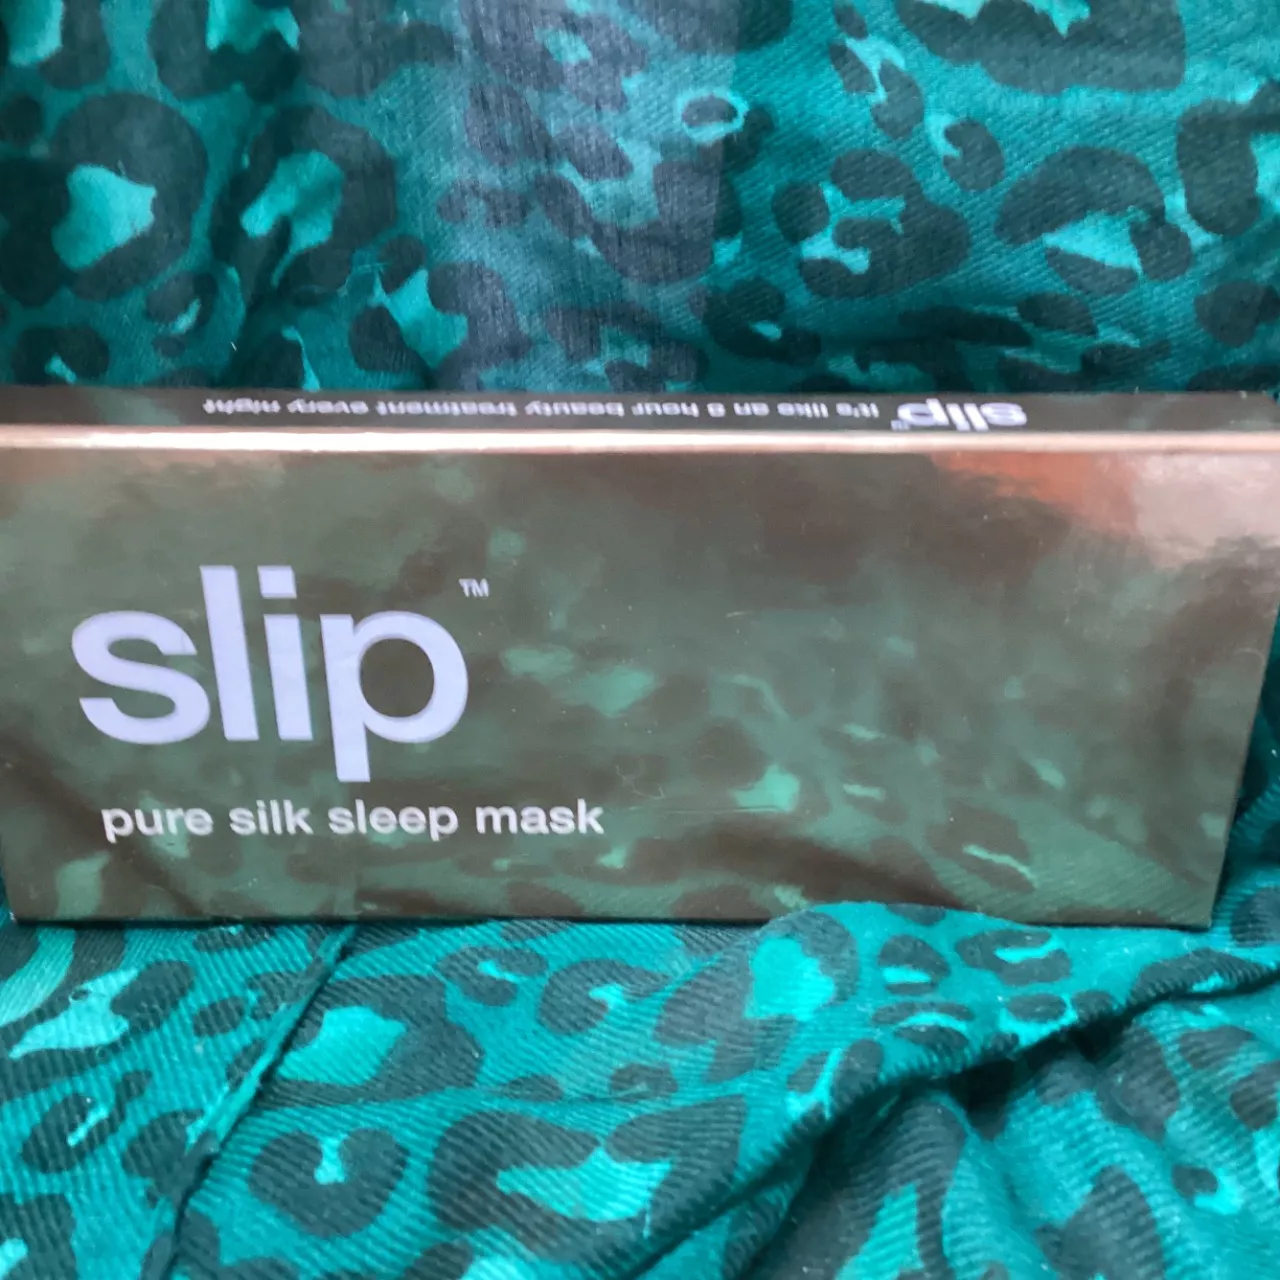 slip™ it's like an 8 hour beauty treatment every night
slip™
pure silk sleep mask